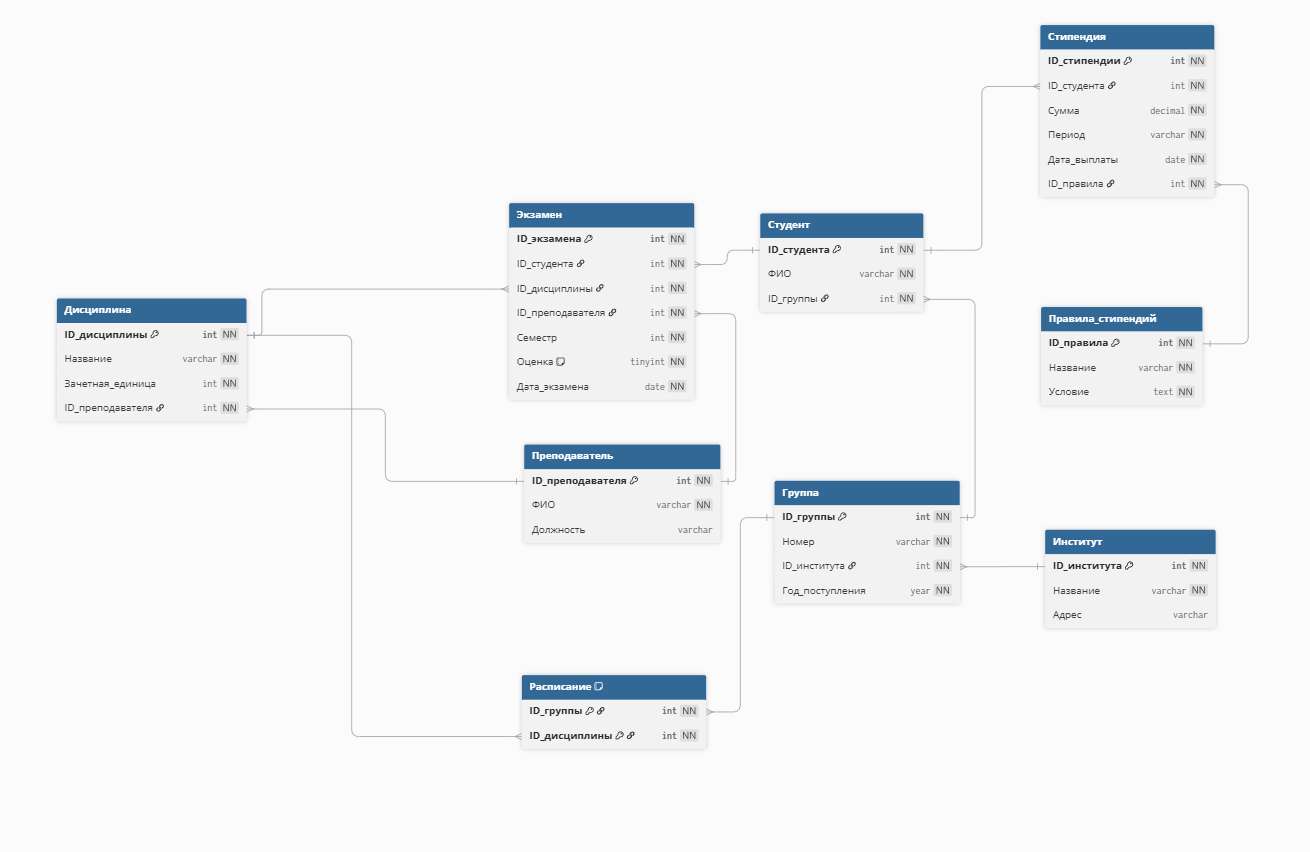 Стипендия
ID_стипендии int NN
ID_студента int NN
Сумма decimal NN
Период varchar NN
Дата_выплаты date NN
ID_правила int NN
Экзамен
ID_экзамена int NN
ID_студента int NN
ID_дисциплины int NN
ID_преподавателя int NN
Семестр int NN
Оценка tinyint NN
Дата_экзамена date NN
Студент
ID_студента int NN
ФИО varchar NN
ID_группы int NN
Дисциплина
ID_дисциплины int NN
Название varchar NN
Зачетная_единица int NN
ID_преподавателя int NN
Правила_стипендий
ID_правила int NN
Название varchar NN
Условие text NN
Преподаватель
ID_преподавателя int NN
ФИО varchar NN
Должность varchar
Группа
ID_группы int NN
Номер varchar NN
ID_института int NN
Год_поступления year NN
Институт
ID_института int NN
Название varchar NN
Адрес varchar
Расписание
ID_группы int NN
ID_дисциплины int NN